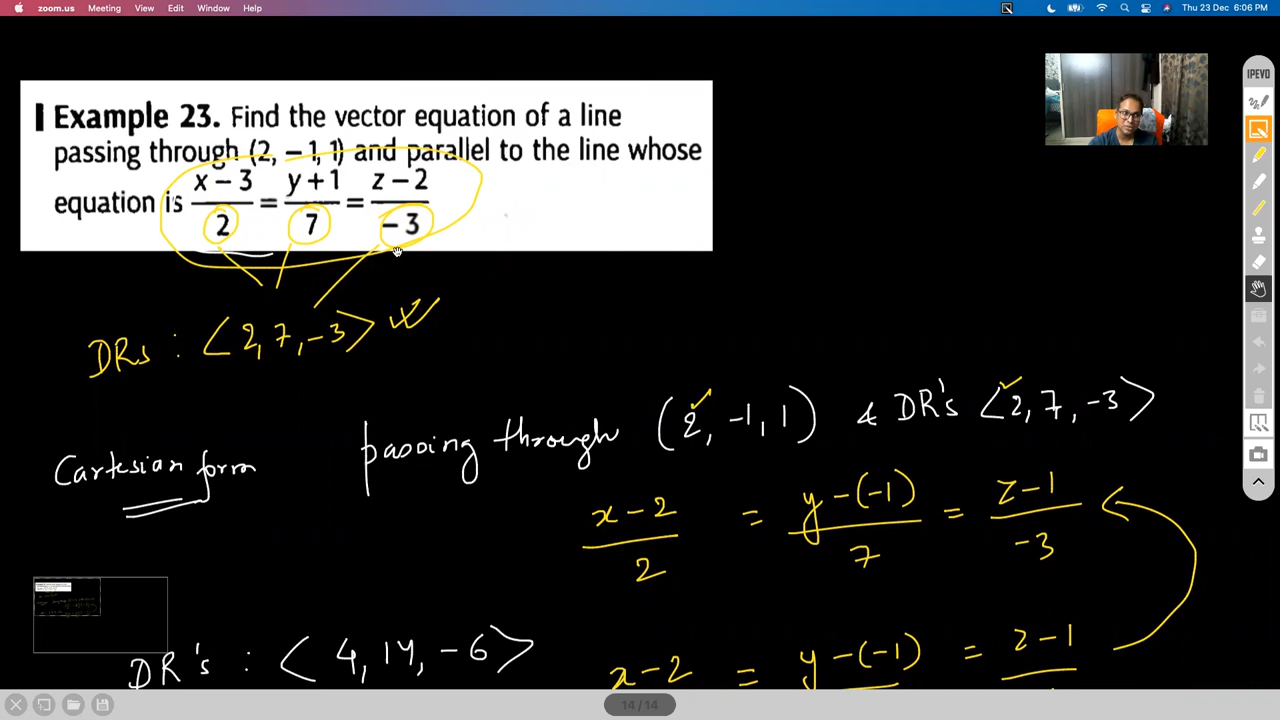 zoom.us Meeting View Edit Window Help
Thu 23 Dec 6:06 PM
IPEVO
Example 23. Find the vector equation of a line
passing through (2, −1, 1) and parallel to the line whose
equation is (x − 3)/2 = (y + 1)/7 = (z − 2)/−3
DRs : < 2, 7, −3 >
passing through (2, −1, 1) & DR's < 2, 7, −3 >
Cartesian form
(x − 2)/2 = (y − (−1))/7 = (z − 1)/−3
DR's : < 4, 14, −6 >
x − 2 = y − (−1) = z − 1
14 / 14